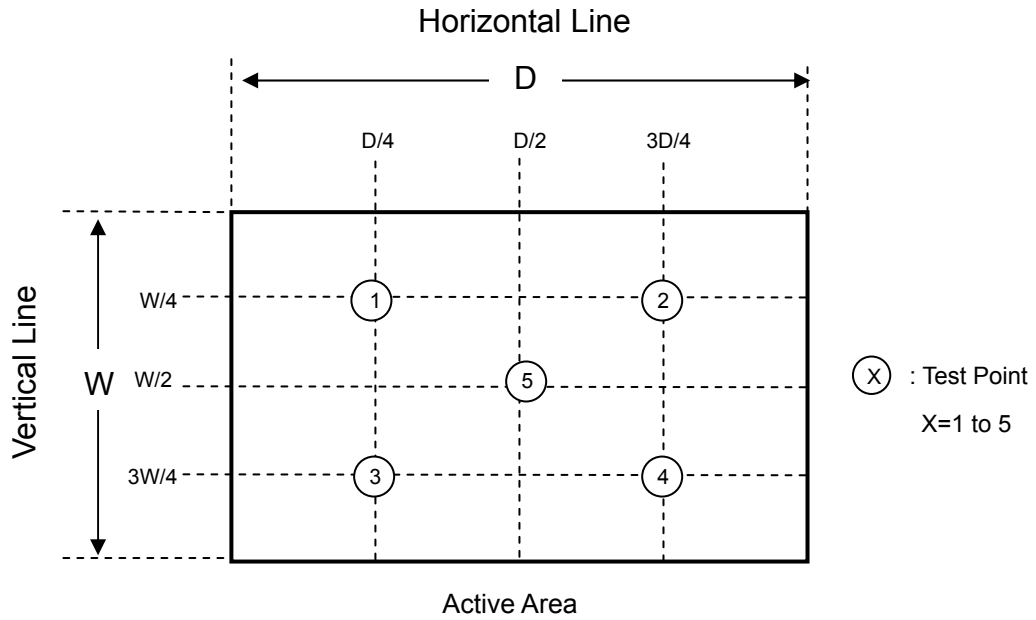 Horizontal Line
D
D/4 D/2 3D/4
Vertical Line
W
W/4
W/2
3W/4
1
2
5
3
4
X : Test Point
X=1 to 5
Active Area